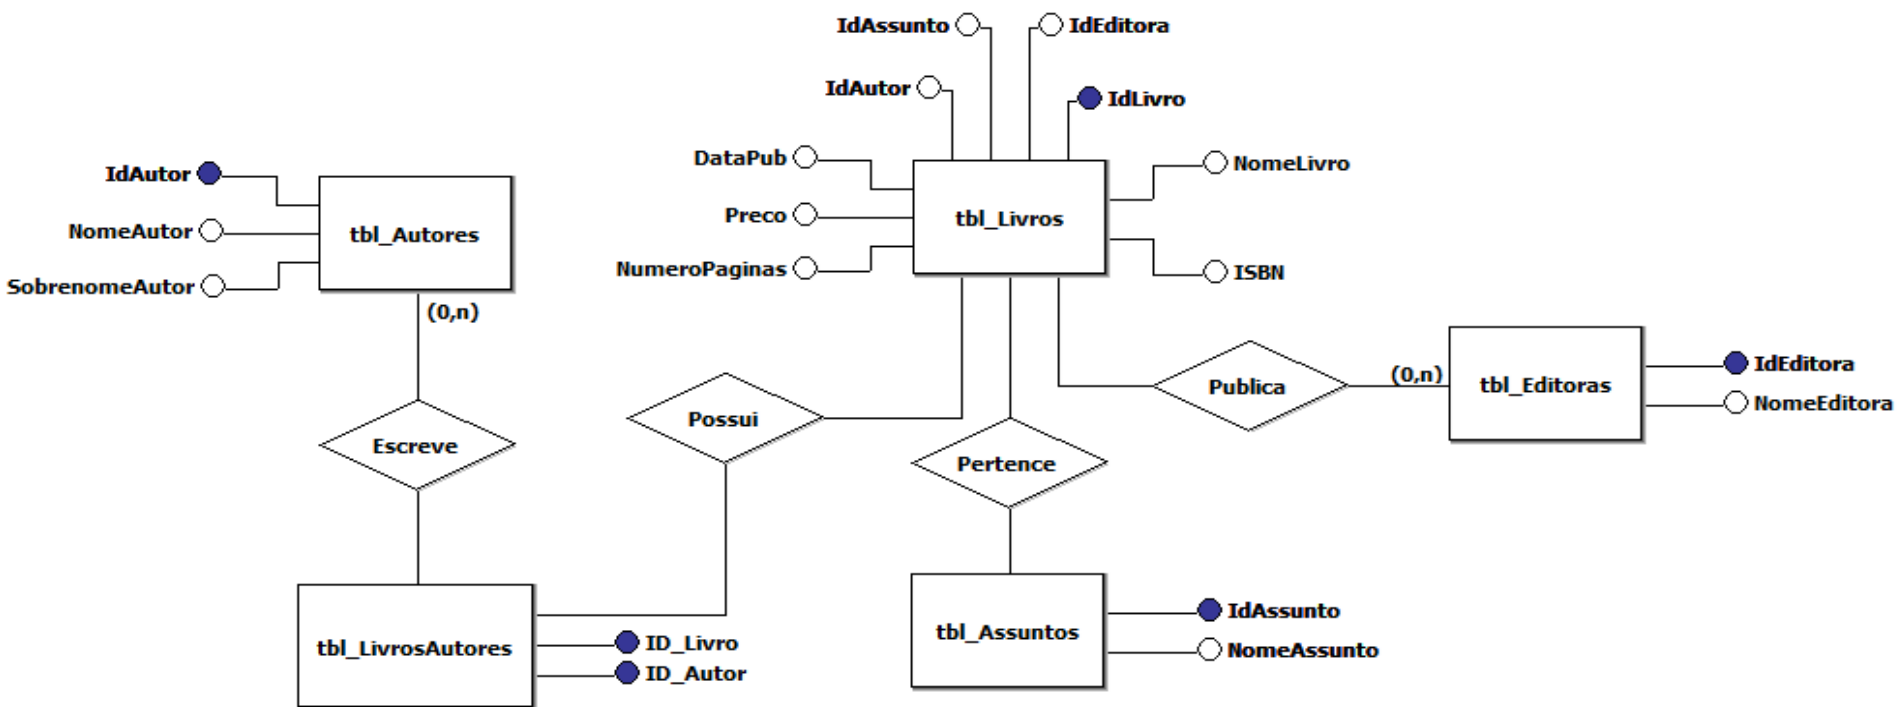 IdAssunto
IdEditora
IdAutor
IdLivro
DataPub
NomeLivro
IdAutor
Preco
tbl_Livros
NomeAutor
tbl_Autores
NumeroPaginas
ISBN
SobrenomeAutor
(0,n)
IdEditora
(0,n)
tbl_Editoras
Publica
NomeEditora
Possui
Escreve
Pertence
IdAssunto
tbl_Assuntos
NomeAssunto
tbl_LivrosAutores
ID_Livro
ID_Autor